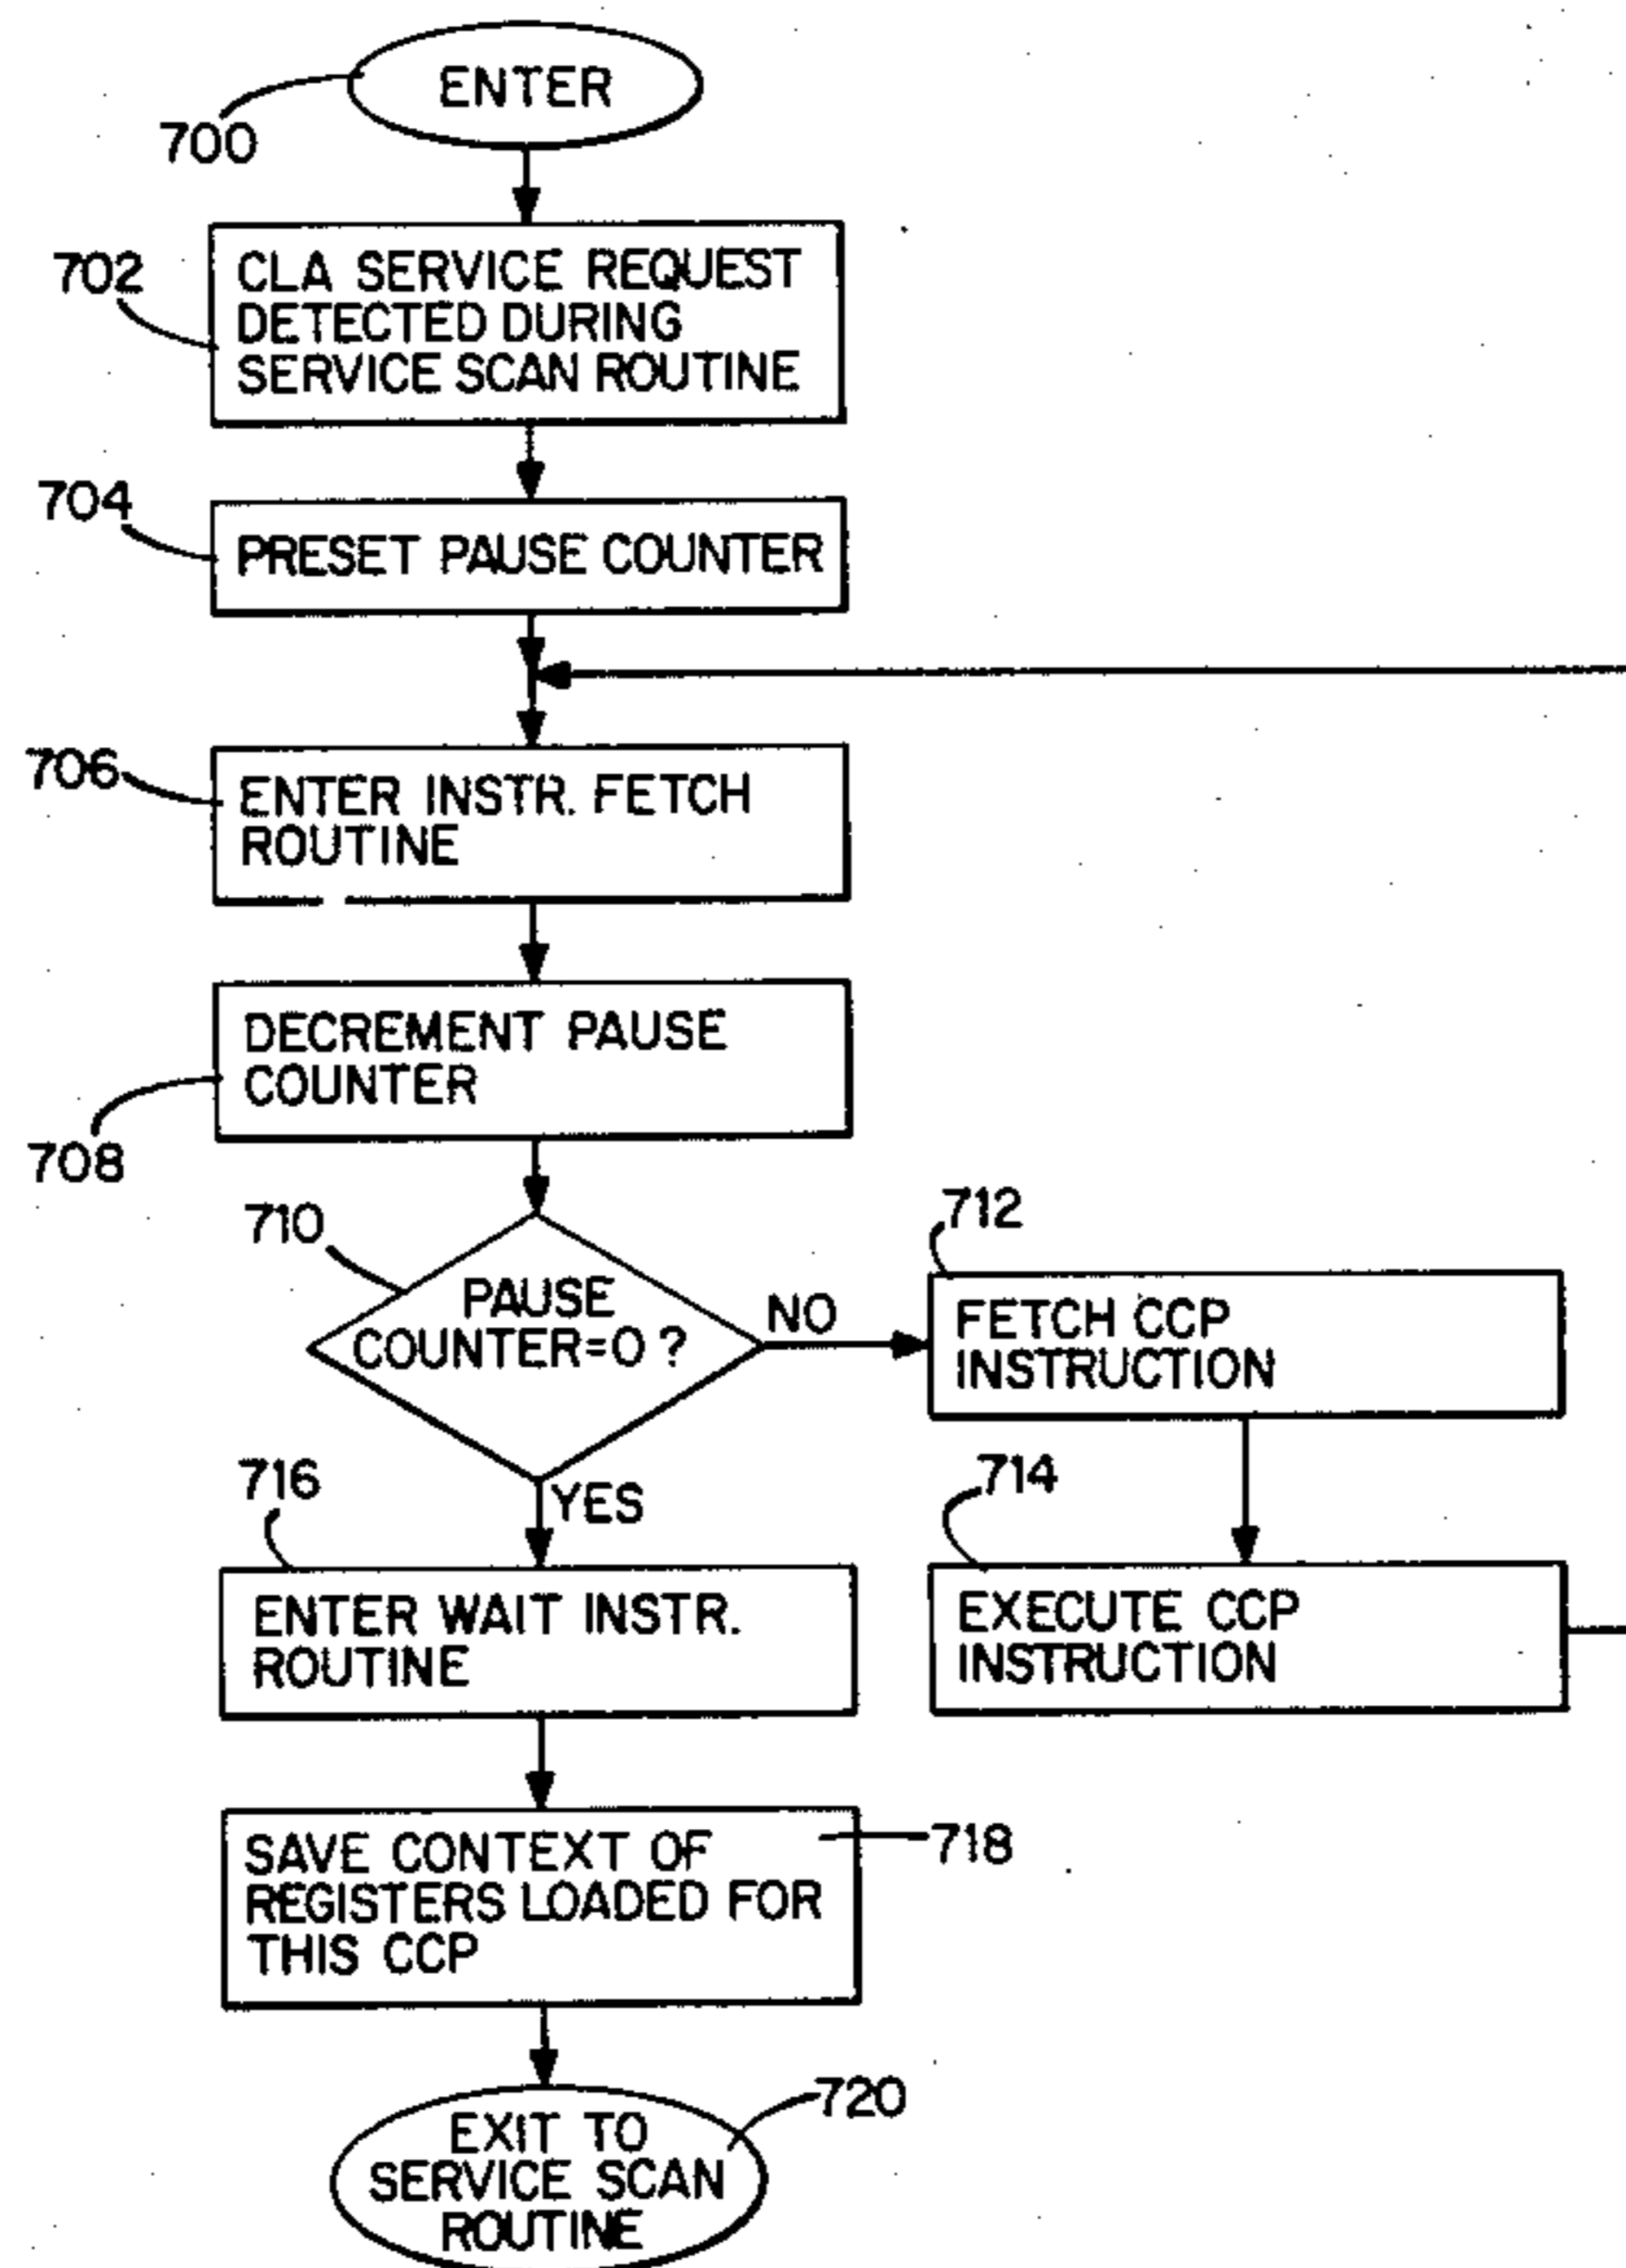 ENTER
700
702
CLA SERVICE REQUEST
DETECTED DURING
SERVICE SCAN ROUTINE
704
PRESET PAUSE COUNTER
706
ENTER INSTR. FETCH
ROUTINE
DECREMENT PAUSE
COUNTER
708
710
PAUSE
COUNTER=0 ?
NO
712
FETCH CCP
INSTRUCTION
YES
714
EXECUTE CCP
INSTRUCTION
716
ENTER WAIT INSTR.
ROUTINE
718
SAVE CONTEXT OF
REGISTERS LOADED FOR
THIS CCP
720
EXIT TO
SERVICE SCAN
ROUTINE